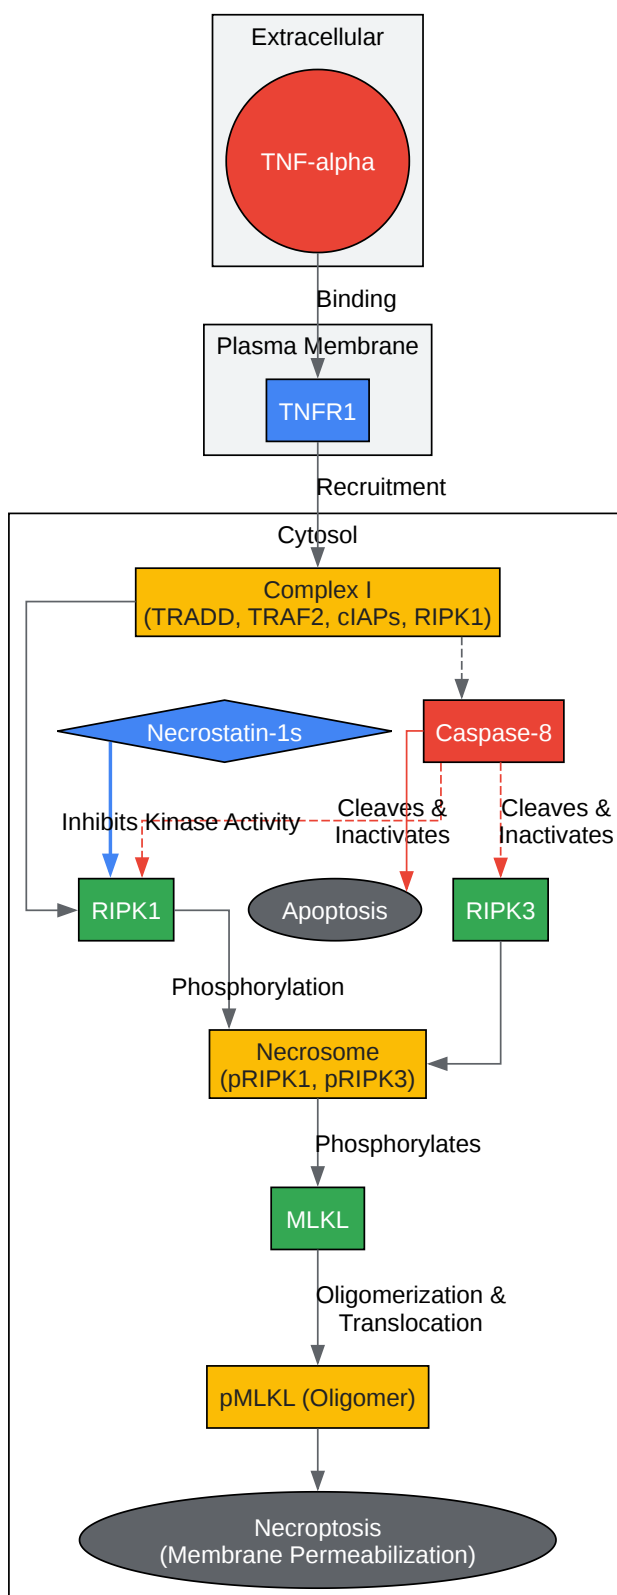 Extracellular
TNF-alpha
Binding
Plasma Membrane
TNFR1
Recruitment
Cytosol
Complex I
(TRADD, TRAF2, cIAPs, RIPK1)
Necrostatin-1s
Caspase-8
Inhibits Kinase Activity
Cleaves &
Inactivates
Cleaves &
Inactivates
RIPK1
Apoptosis
RIPK3
Phosphorylation
Necrosome
(pRIPK1, pRIPK3)
Phosphorylates
MLKL
Oligomerization &
Translocation
pMLKL (Oligomer)
Necroptosis
(Membrane Permeabilization)